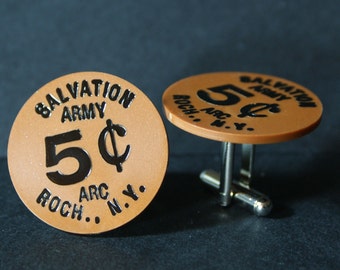 SALVATION
ARMY
5¢
ARC
ROCH., N.Y.
SALVATION
ARMY
5¢
ARC
ROCH., N.Y.